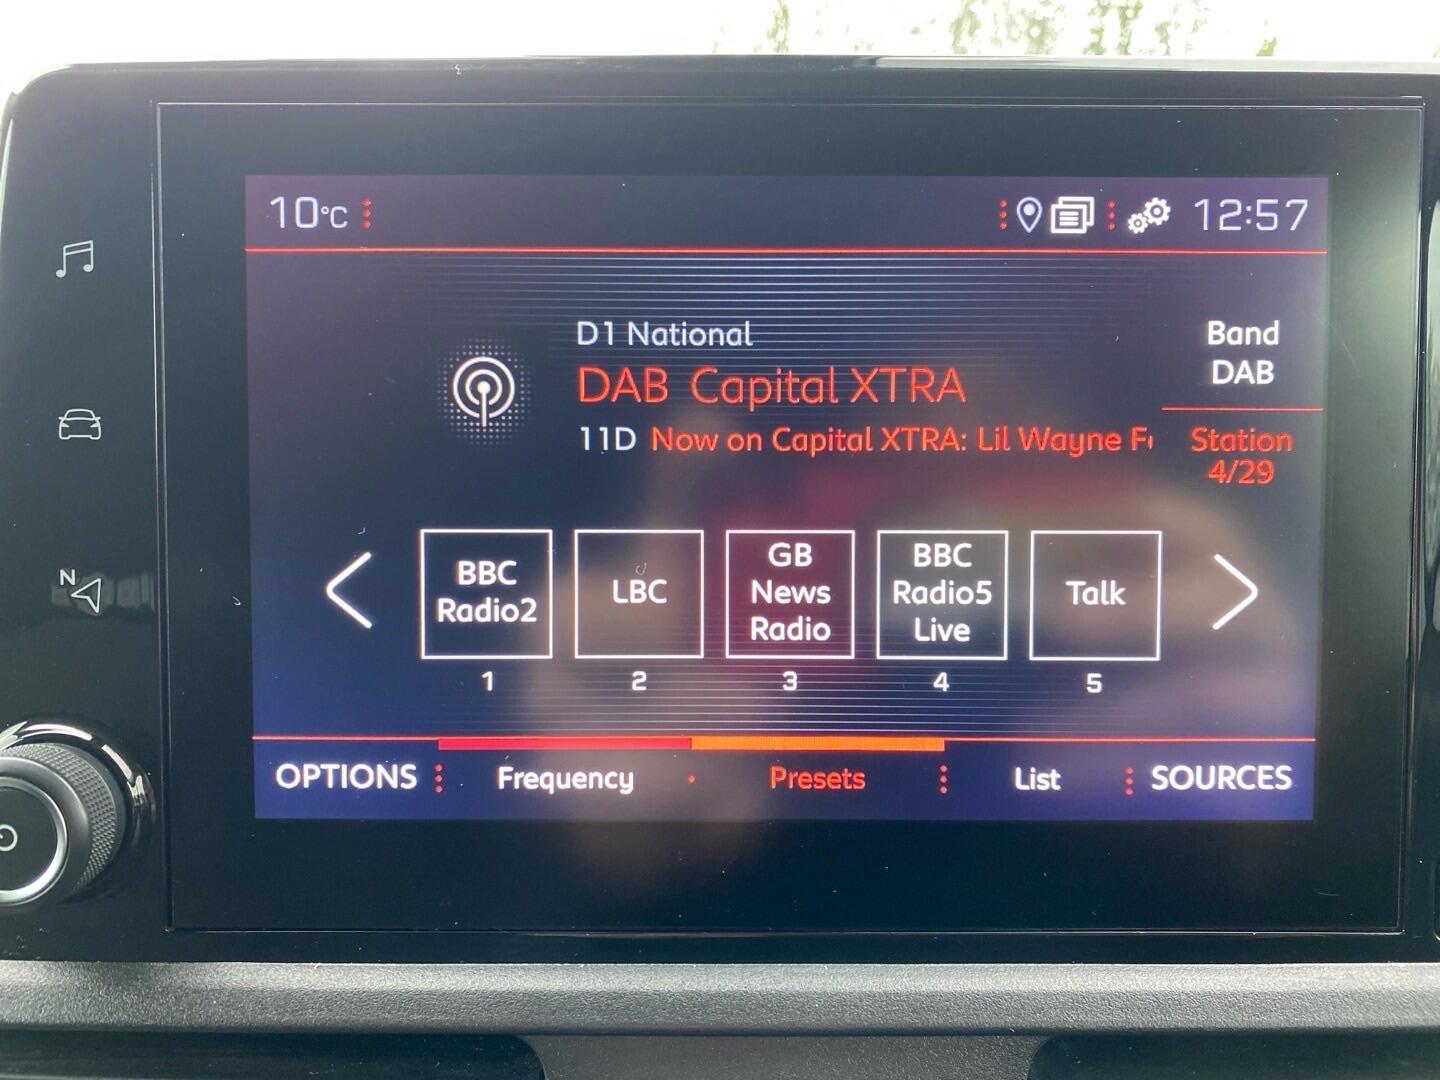 10°C
12:57
D1 National
DAB Capital XTRA
11D Now on Capital XTRA: Lil Wayne
Band
DAB
Station
4/29
N
BBC
Radio2
1
LBC
2
GB
News
Radio
3
BBC
Radio5
Live
4
Talk
5
OPTIONS
Frequency
Presets
List
SOURCES